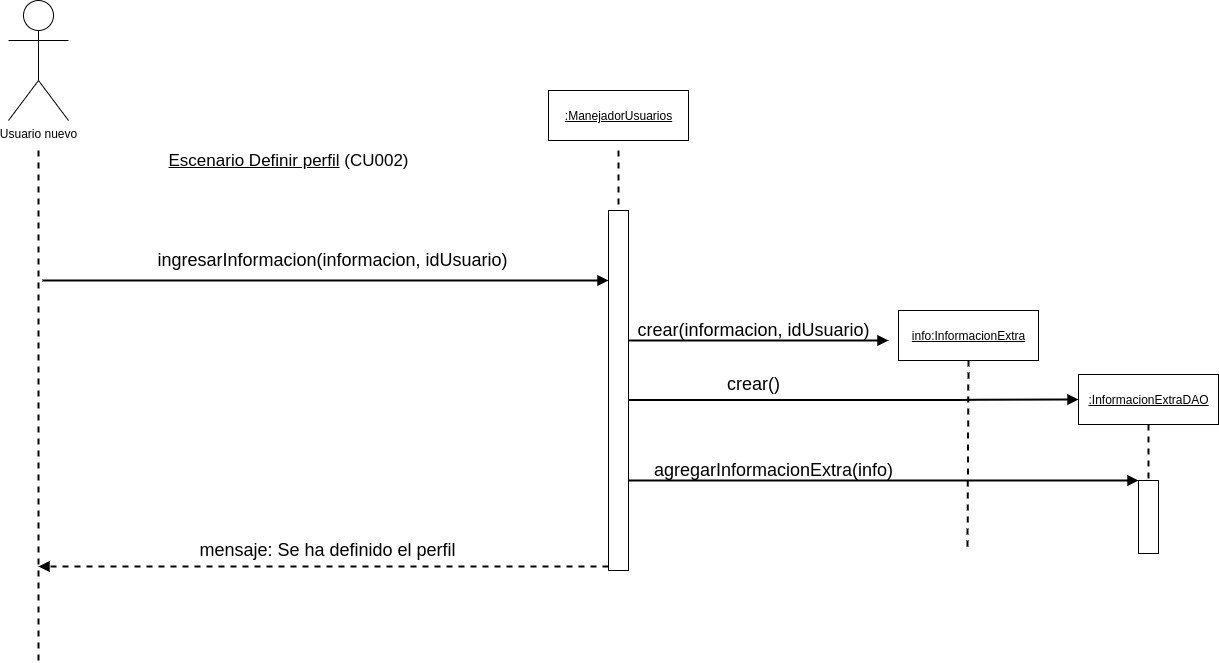 Usuario nuevo
:ManejadorUsuarios
Escenario Definir perfil (CU002)
ingresarInformacion(informacion, idUsuario)
crear(informacion, idUsuario)
info:InformacionExtra
crear()
:InformacionExtraDAO
agregarInformacionExtra(info)
mensaje: Se ha definido el perfil